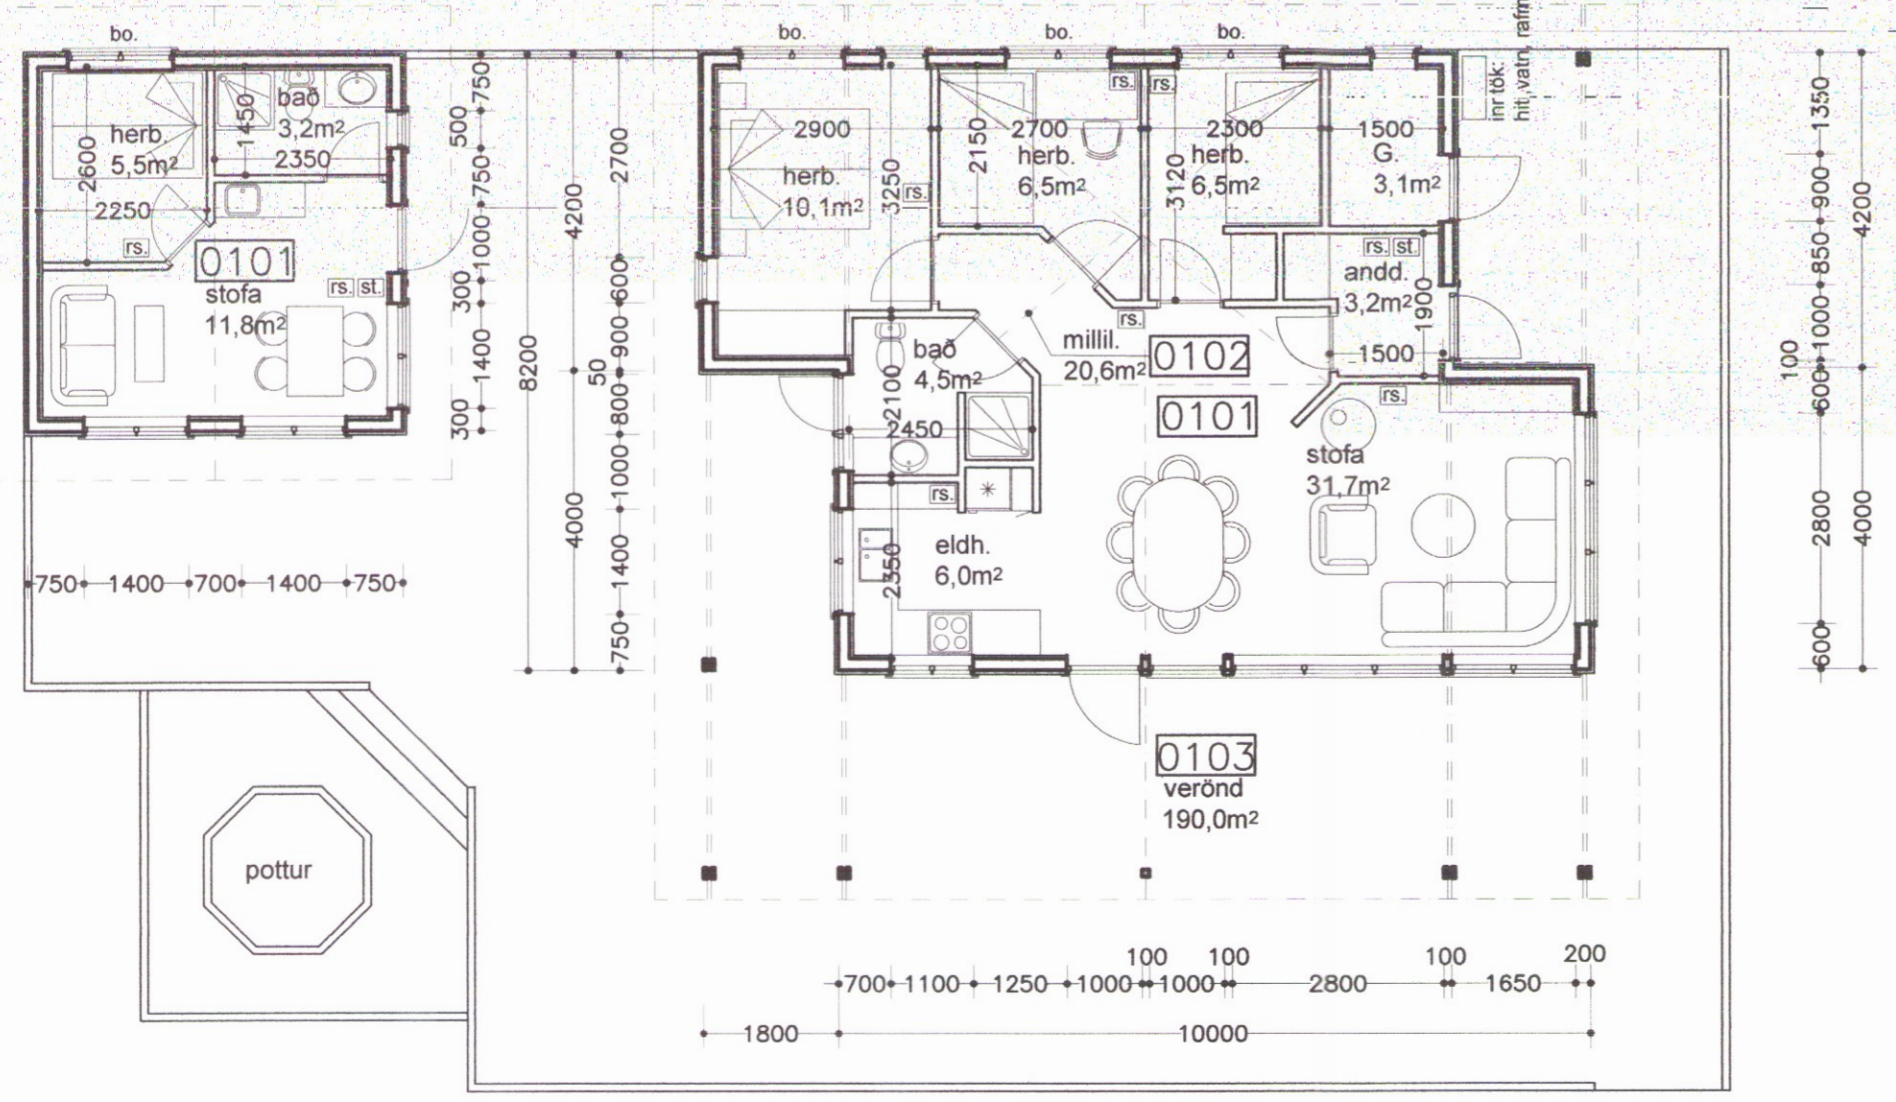 bo.
bo.
bo.
bo.
inntök:
hiti, vatn, rafm
herb.
5,5m²
2600
2250
rs.
1450
bað
3,2m²
2350
0101
stofa
11,8m²
rs. st.
750
500
750
1000
300
1400
300
8200
4200
4000
2700
600
900
50
800
1000
1400
750
750
1400
700
1400
750
2900
herb.
10,1m²
3250
rs.
2150
2700
herb.
6,5m²
rs.
rs.
3120
2300
herb.
6,5m²
1500
G.
3,1m²
rs. st.
andd.
3,2m²
1900
1500
rs.
millil.
20,6m²
0102
0101
bað
4,5m²
2100
2450
rs.
eldh.
6,0m²
2350
rs.
stofa
31,7m²
1350
900
850
1000
100
600
2800
600
4200
4000
0103
verönd
190,0m²
pottur
100
100
100
200
700
1100
1250
1000
1000
2800
1650
1800
10000